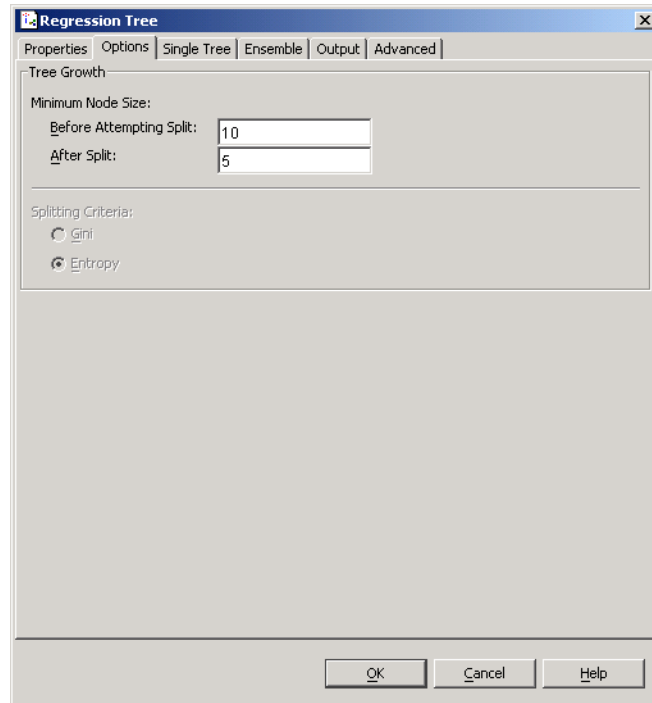 Regression Tree
Properties Options Single Tree Ensemble Output Advanced
Tree Growth
Minimum Node Size:
Before Attempting Split: 10
After Split: 5
Splitting Criteria:
Gini
Entropy
OK Cancel Help